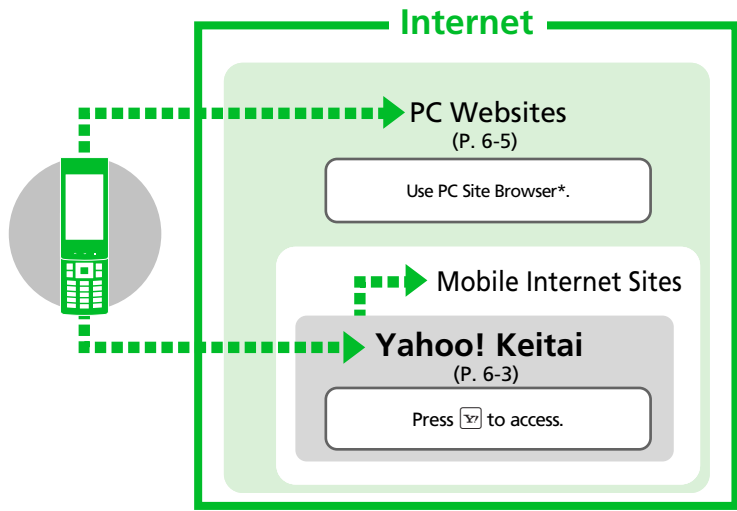 Internet
PC Websites
(P. 6-5)
Use PC Site Browser*.
Mobile Internet Sites
Yahoo! Keitai
(P. 6-3)
Press Y! to access.